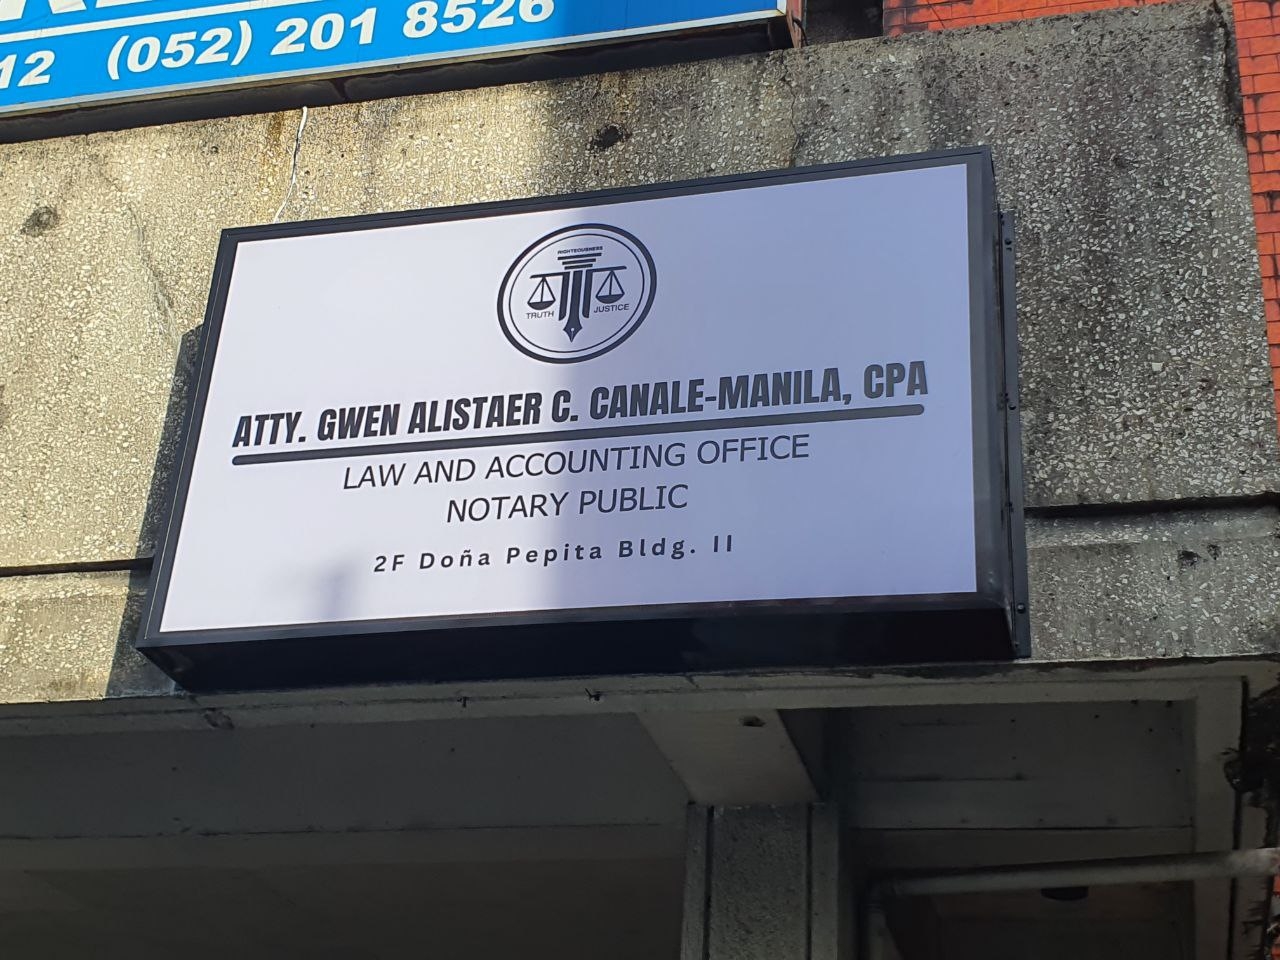 12 (052) 201 8526
RIGHTEOUSNESS
TRUTH JUSTICE
ATTY. GWEN ALISTAER C. CANALE-MANILA, CPA
LAW AND ACCOUNTING OFFICE
NOTARY PUBLIC
2F Doña Pepita Bldg. II